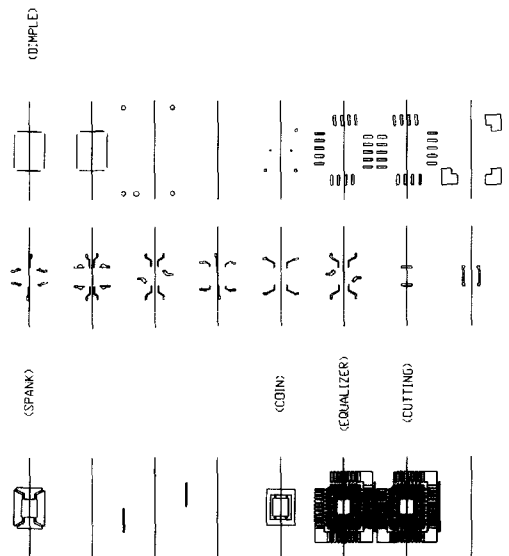 (DIMPLE)
(SPANK)
(COIN)
(EQUALIZER)
(CUTTING)